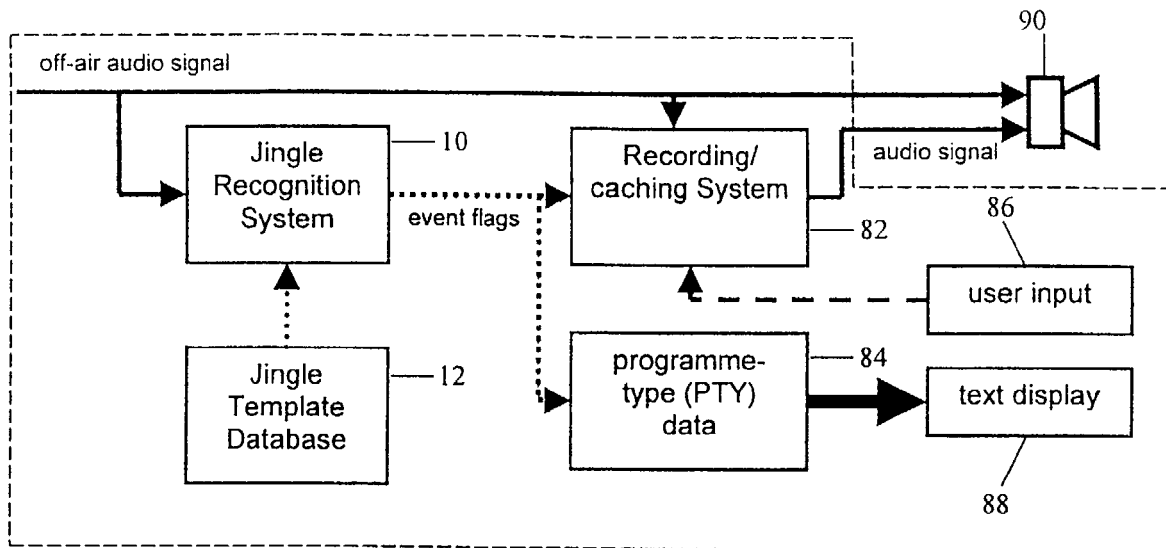 90
off-air audio signal
Jingle
Recognition
System
10
event flags
Recording/
caching System
82
audio signal
86
user input
Jingle
Template
Database
12
programme-
type (PTY)
data
84
text display
88